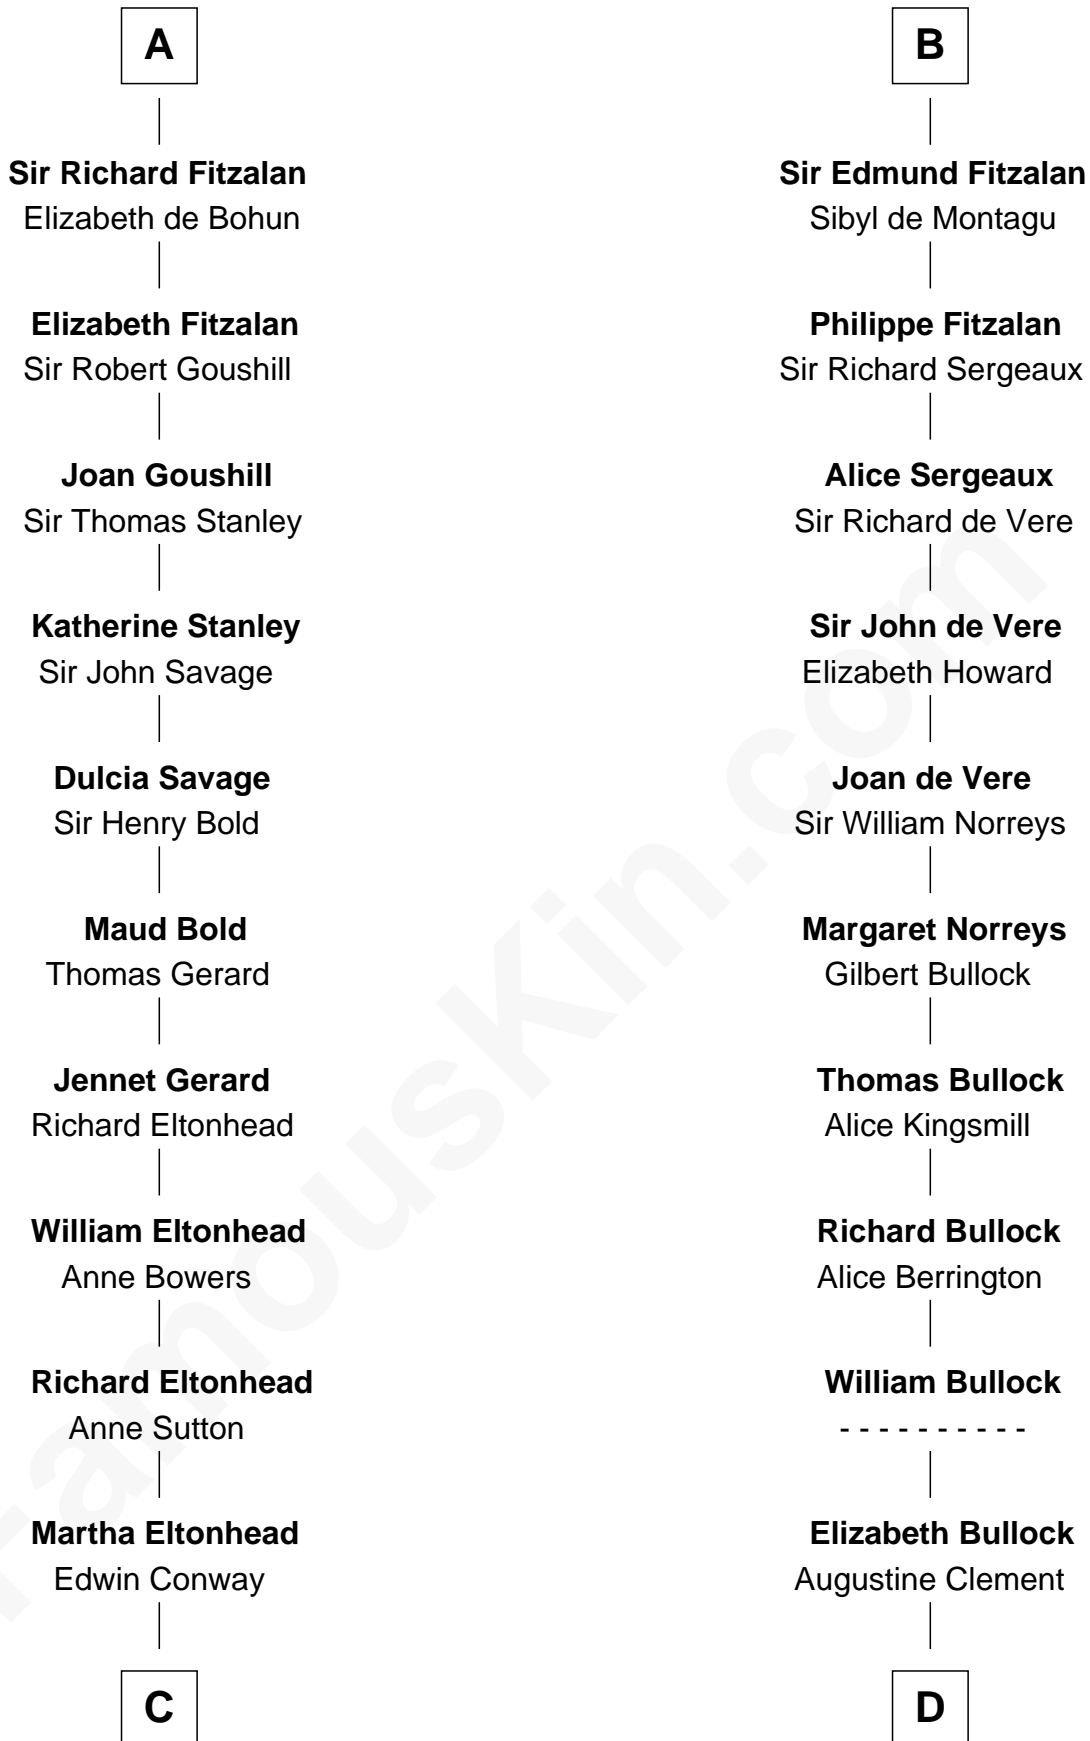 A
Sir Richard Fitzalan
Elizabeth de Bohun
Elizabeth Fitzalan
Sir Robert Goushill
Joan Goushill
Sir Thomas Stanley
Katherine Stanley
Sir John Savage
Dulcia Savage
Sir Henry Bold
Maud Bold
Thomas Gerard
Jennet Gerard
Richard Eltonhead
William Eltonhead
Anne Bowers
Richard Eltonhead
Anne Sutton
Martha Eltonhead
Edwin Conway
C
B
Sir Edmund Fitzalan
Sibyl de Montagu
Philippe Fitzalan
Sir Richard Sergeaux
Alice Sergeaux
Sir Richard de Vere
Sir John de Vere
Elizabeth Howard
Joan de Vere
Sir William Norreys
Margaret Norreys
Gilbert Bullock
Thomas Bullock
Alice Kingsmill
Richard Bullock
Alice Berrington
William Bullock
- - - - - - - - - -
Elizabeth Bullock
Augustine Clement
D
FamousKin.com